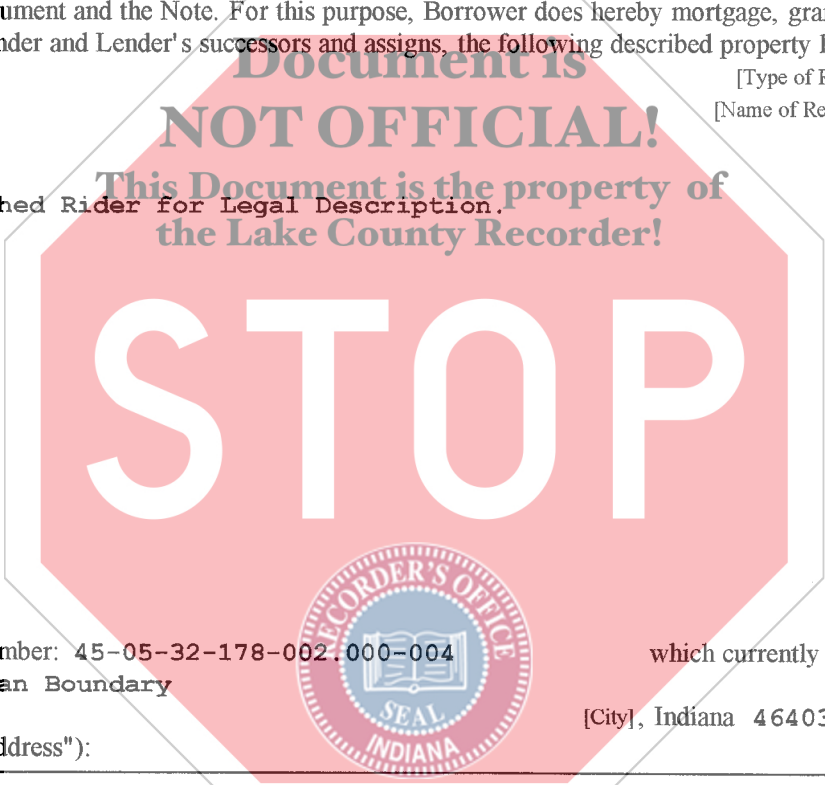 ument and the Note. For this purpose, Borrower does hereby mortgage, gra
nder and Lender's successors and assigns, the following described property
Document is
[Type of R
NOT OFFICIAL!
[Name of Re
This Document is the property of
hed Rider for Legal Description.
the Lake County Recorder!
STOP
RECORDER'S OFFICE
SEAL
INDIANA
mber: 45-05-32-178-002.000-004 which currently
an Boundary
[City], Indiana 46403
ddress"):